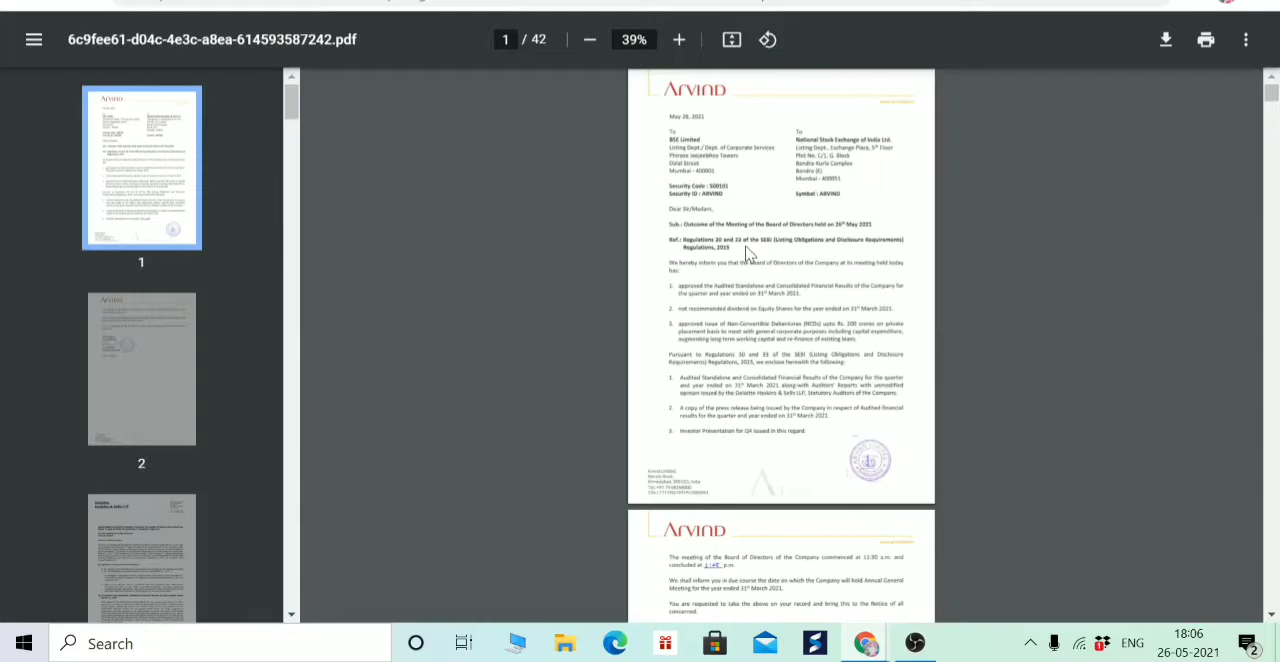 6c9fee61-d04c-4e3c-a8ea-614593587242.pdf
1 / 42
39%
1
2
ARVIND
May 26, 2021
To
BSE Limited
Listing Dept./ Dept. of Corporate Services
Phiroze Jeejeebhoy Towers
Dalal Street
Mumbai - 400001
To
National Stock Exchange of India Ltd.
Listing Dept., Exchange Plaza, 5th Floor
Plot No. C/1, G. Block
Bandra Kurla Complex
Bandra (E)
Mumbai - 400051
Security Code : 500101
Security ID : ARVIND
Symbol : ARVIND
Dear Sir/Madam,
Sub.: Outcome of the Meeting of the Board of Directors held on 26th May 2021
Ref.: Regulations 30 and 33 of the SEBI (Listing Obligations and Disclosure Requirements)
Regulations, 2015
We hereby inform you that the Board of Directors of the Company at its meeting held today
has:
1. approved the Audited Standalone and Consolidated Financial Results of the Company for
the quarter and year ended on 31st March 2021.
2. not recommended dividend on Equity Shares for the year ended on 31st March 2021.
3. approved issue of Non-Convertible Debentures (NCDs) upto Rs. 200 crores on private
placement basis to meet with general corporate purposes including capital expenditure,
augmenting long term working capital and re-finance of existing loans.
Pursuant to Regulations 30 and 33 of the SEBI (Listing Obligations and Disclosure
Requirements) Regulations, 2015, we enclose herewith the following:
1. Audited Standalone and Consolidated Financial Results of the Company for the quarter
and year ended on 31st March 2021 along-with Auditors' Reports with unmodified
opinion issued by the Deloitte Haskins & Sells LLP, Statutory Auditors of the Company.
2. A copy of the press release being issued by the Company in respect of Audited financial
results for the quarter and year ended on 31st March 2021.
3. Investor Presentation for Q4 issued in this regard.
Arvind Limited.
Naroda Road,
Ahmedabad, 380 025, India
ARVIND
The meeting of the Board of Directors of the Company commenced at 11:30 a.m. and
concluded at p.m.
We shall inform you in due course the date on which the Company will hold Annual General
Meeting for the year ended 31st March 2021.
You are requested to take the above on your record and bring this to the Notice of all
concerned.
Search
ENG
18:06
26-05-2021
2